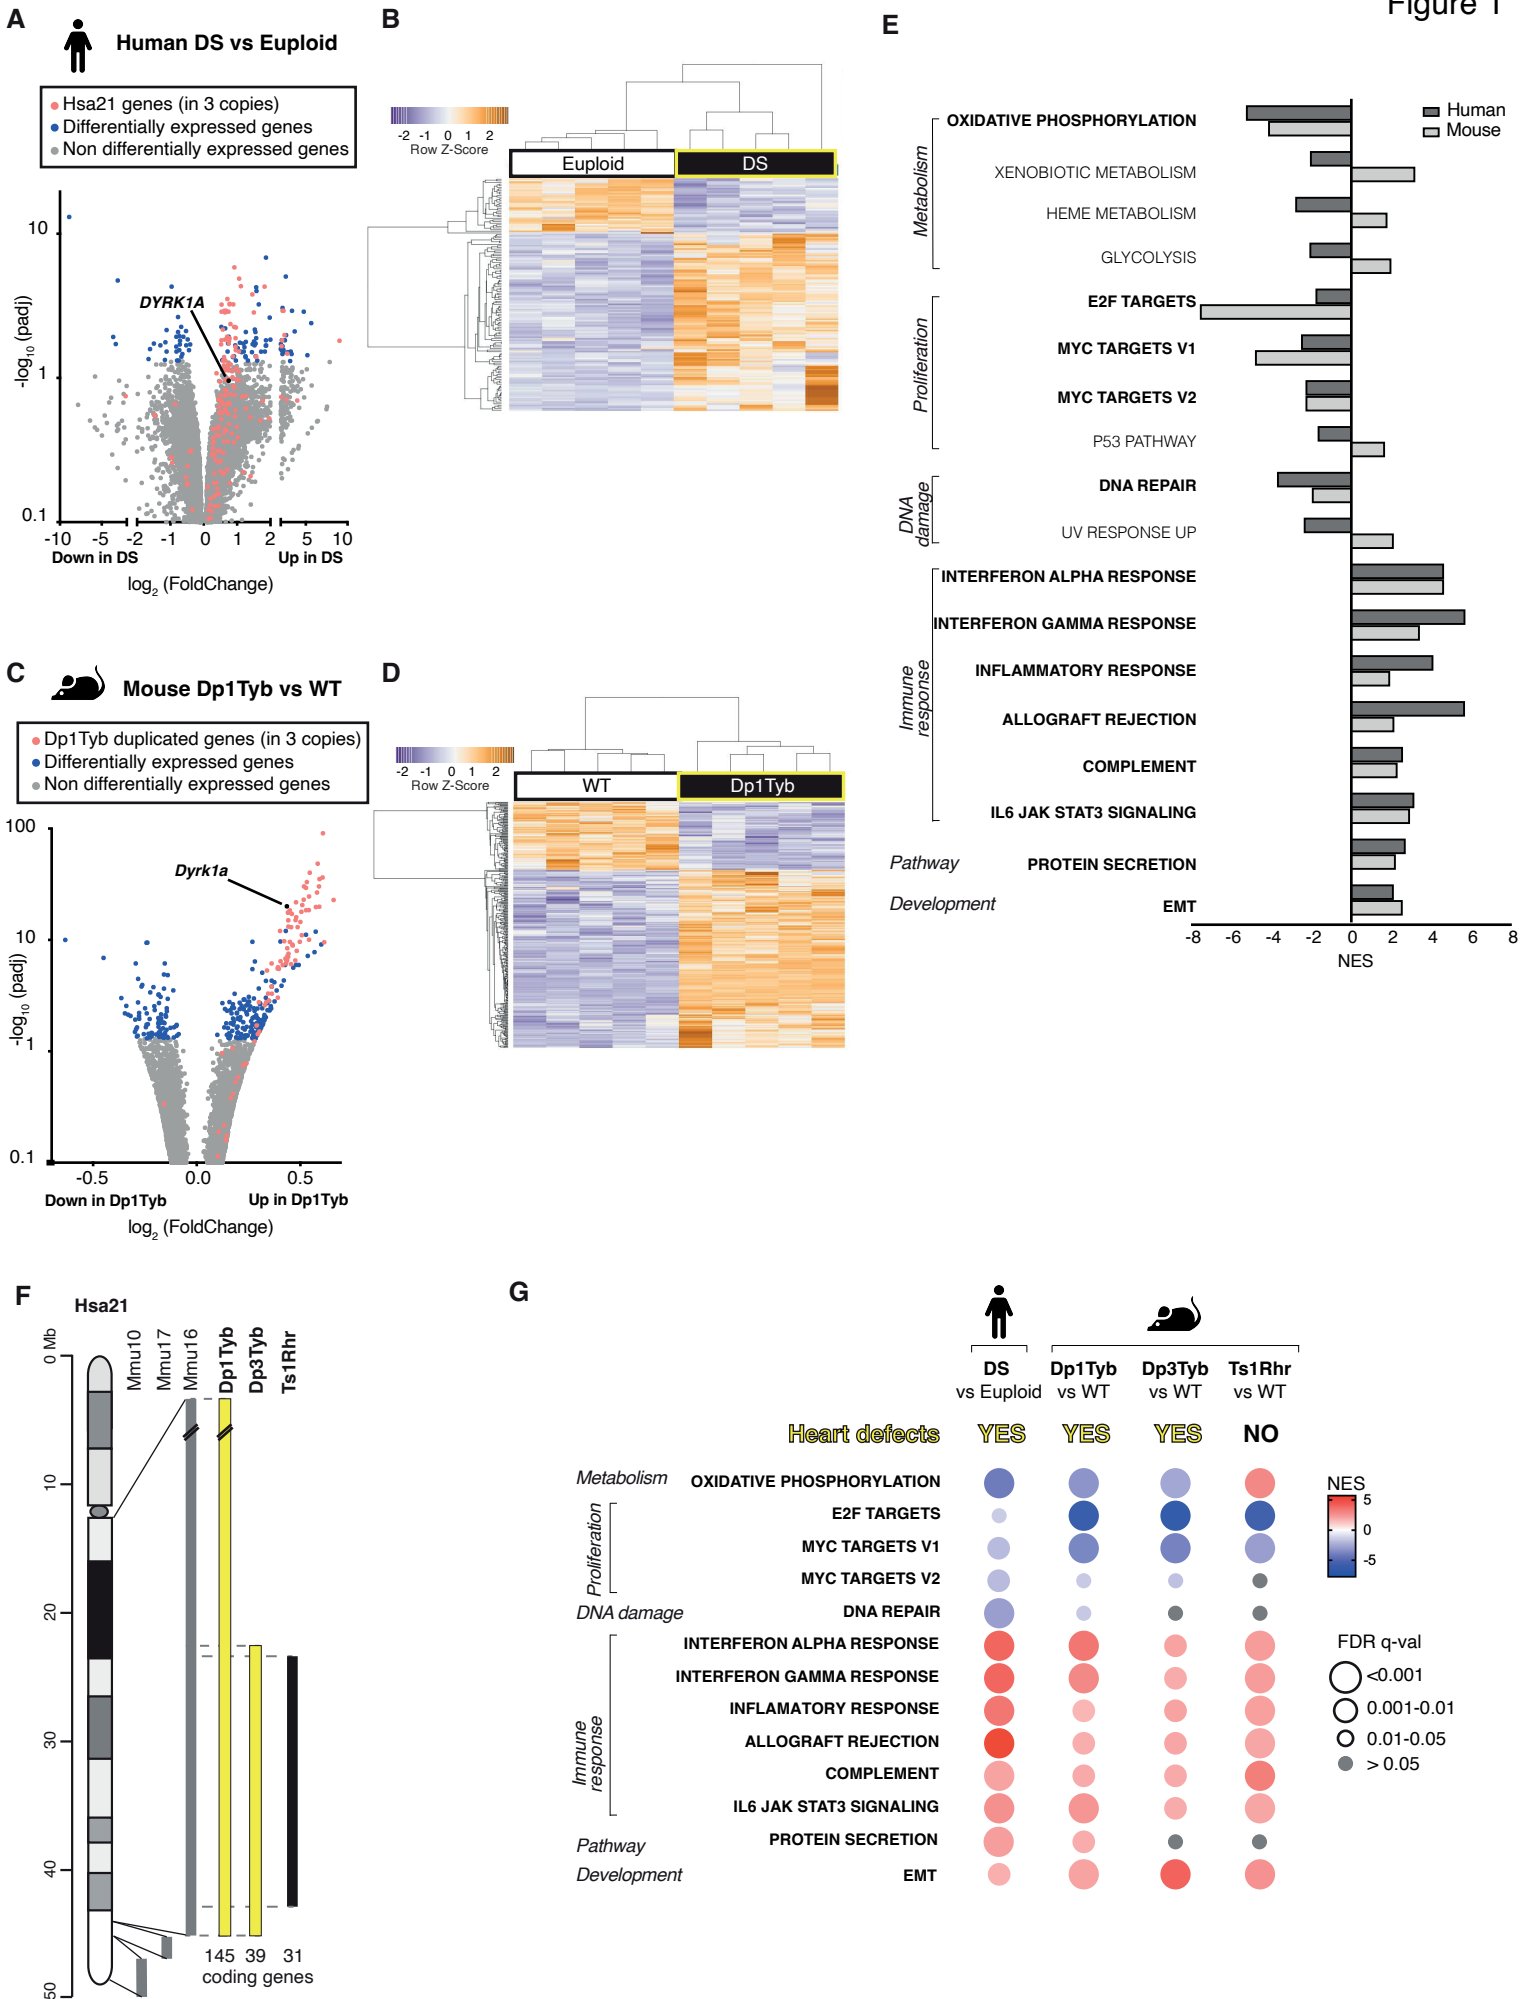 Figure 1
A
Human DS vs Euploid
Hsa21 genes (in 3 copies)
Differentially expressed genes
Non differentially expressed genes
10
1
0.1
-log10 (padj)
DYRK1A
-10 -5 -2 -1 0 1 2 5 10
Down in DS
Up in DS
log2 (FoldChange)
B
-2 -1 0 1 2
Row Z-Score
Euploid
DS
C
Mouse Dp1Tyb vs WT
Dp1Tyb duplicated genes (in 3 copies)
Differentially expressed genes
Non differentially expressed genes
100
10
1
0.1
-log10 (padj)
Dyrk1a
-0.5 0.0 0.5
Down in Dp1Tyb
Up in Dp1Tyb
log2 (FoldChange)
D
-2 -1 0 1 2
Row Z-Score
WT
Dp1Tyb
E
Human
Mouse
Metabolism
OXIDATIVE PHOSPHORYLATION
XENOBIOTIC METABOLISM
HEME METABOLISM
GLYCOLYSIS
Proliferation
E2F TARGETS
MYC TARGETS V1
MYC TARGETS V2
P53 PATHWAY
DNA
damage
DNA REPAIR
UV RESPONSE UP
Immune
response
INTERFERON ALPHA RESPONSE
INTERFERON GAMMA RESPONSE
INFLAMMATORY RESPONSE
ALLOGRAFT REJECTION
COMPLEMENT
IL6 JAK STAT3 SIGNALING
Pathway
PROTEIN SECRETION
Development
EMT
-8 -6 -4 -2 0 2 4 6 8
NES
F
Hsa21
0 Mb
10
20
30
40
50
Mmu10
Mmu17
Mmu16
Dp1Tyb
Dp3Tyb
Ts1Rhr
145 39 31
coding genes
G
DS
vs Euploid
Dp1Tyb
vs WT
Dp3Tyb
vs WT
Ts1Rhr
vs WT
Heart defects YES YES YES NO
Metabolism
OXIDATIVE PHOSPHORYLATION
Proliferation
E2F TARGETS
MYC TARGETS V1
MYC TARGETS V2
DNA damage
DNA REPAIR
Immune
response
INTERFERON ALPHA RESPONSE
INTERFERON GAMMA RESPONSE
INFLAMATORY RESPONSE
ALLOGRAFT REJECTION
COMPLEMENT
IL6 JAK STAT3 SIGNALING
Pathway
PROTEIN SECRETION
Development
EMT
NES
5
0
-5
FDR q-val
<0.001
0.001-0.01
0.01-0.05
> 0.05